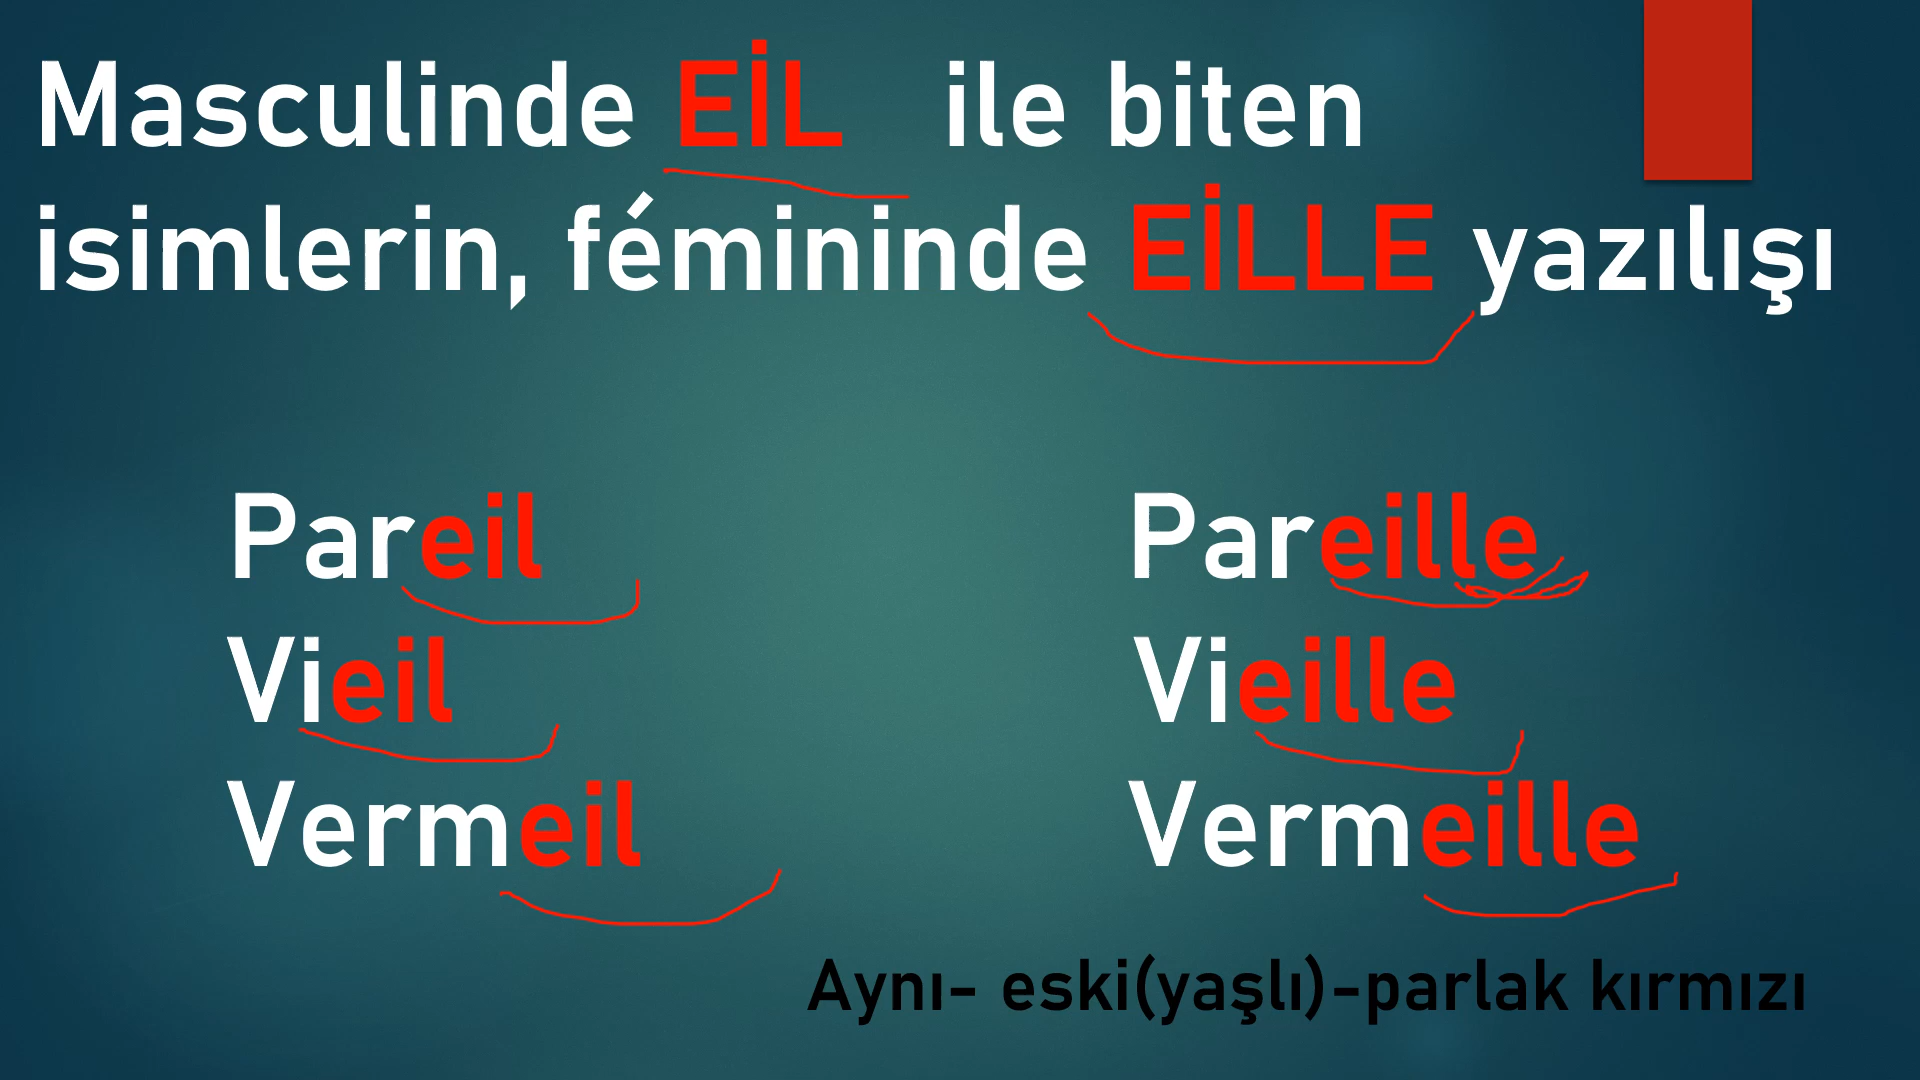 Masculinde EİL ile biten
isimlerin, fémininde EİLLE yazılışı
Pareil Pareille
Vieil Vieille
Vermeil Vermeille
Aynı- eski(yaşlı)-parlak kırmızı